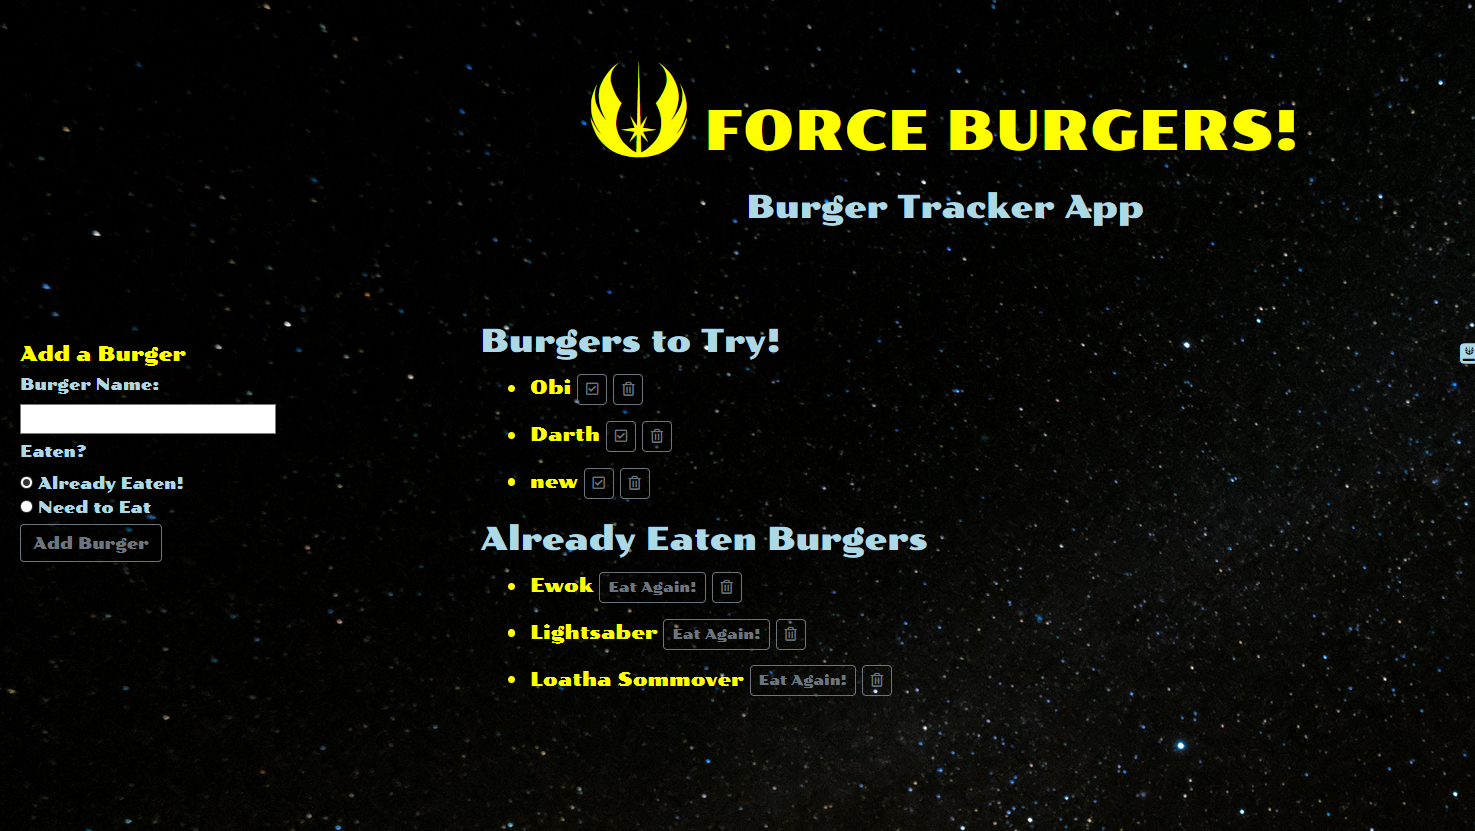 FORCE BURGERS!
Burger Tracker App
Add a Burger
Burger Name:
Eaten?
Already Eaten!
Need to Eat
Add Burger
Burgers to Try!
Obi
Darth
new
Already Eaten Burgers
Ewok Eat Again!
Lightsaber Eat Again!
Loatha Sommover Eat Again!